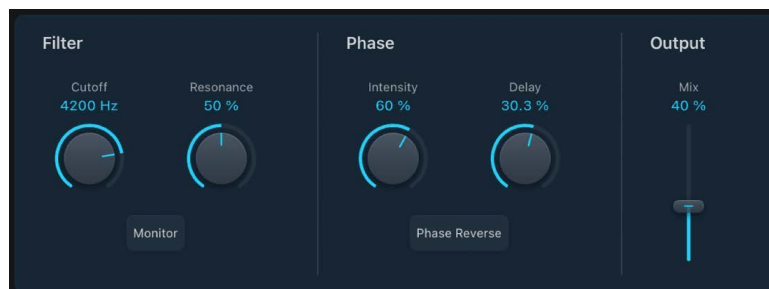 Filter
Phase
Output
Cutoff
4200 Hz
Resonance
50 %
Intensity
60 %
Delay
30.3 %
Mix
40 %
Monitor
Phase Reverse